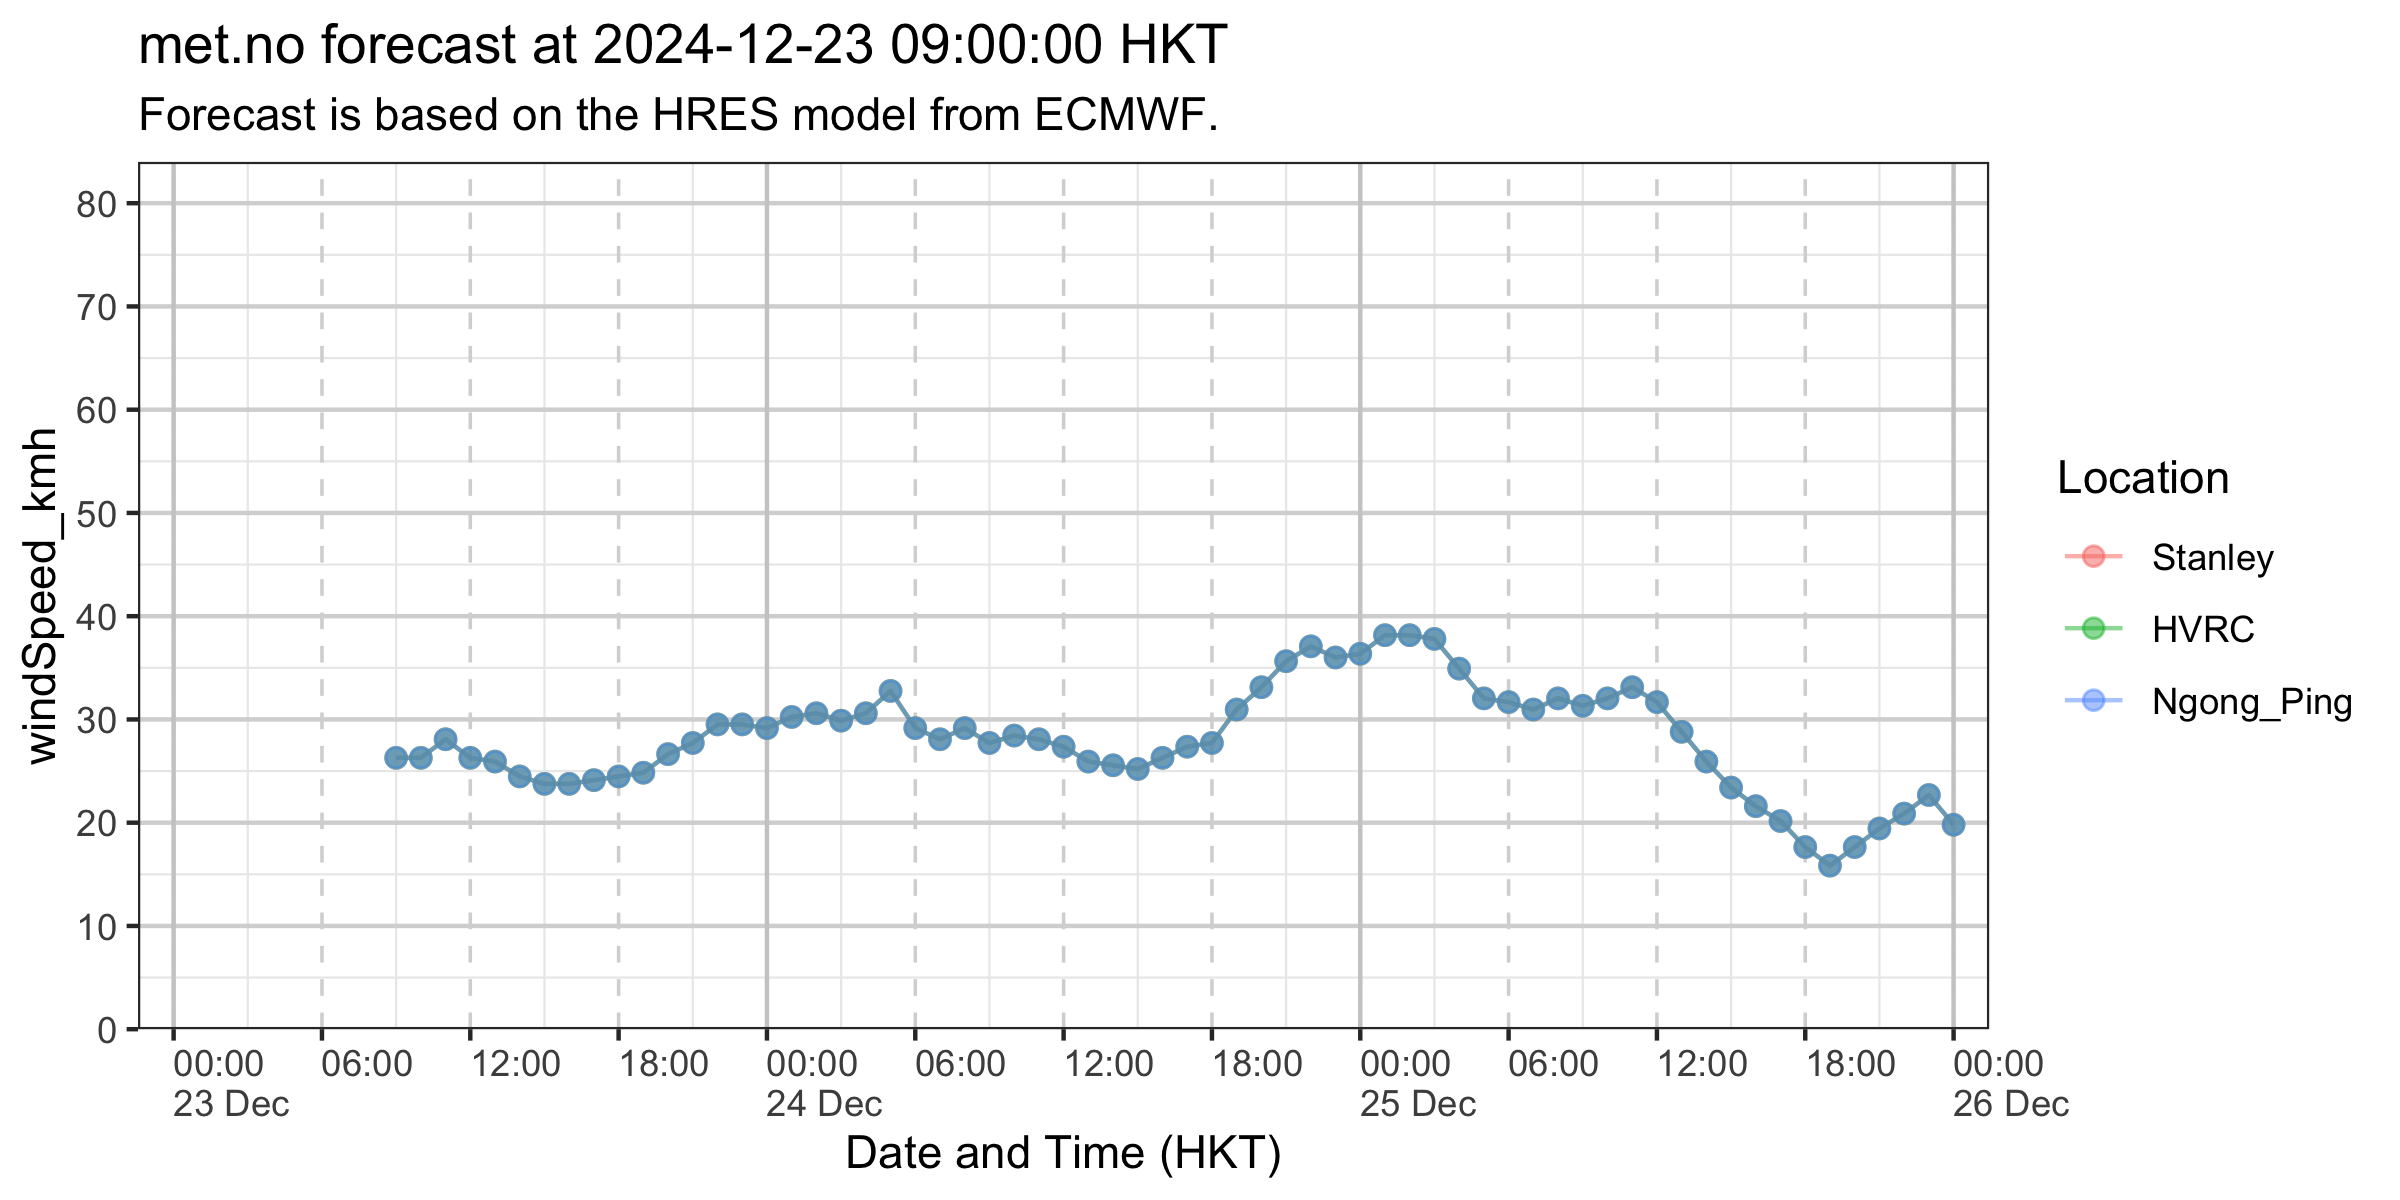 met.no forecast at 2024-12-23 09:00:00 HKT
Forecast is based on the HRES model from ECMWF.
windSpeed_kmh
80
70
60
50
40
30
20
10
0
00:00 06:00 12:00 18:00 00:00 06:00 12:00 18:00 00:00 06:00 12:00 18:00 00:00
23 Dec 24 Dec 25 Dec 26 Dec
Date and Time (HKT)
Location
Stanley
HVRC
Ngong_Ping